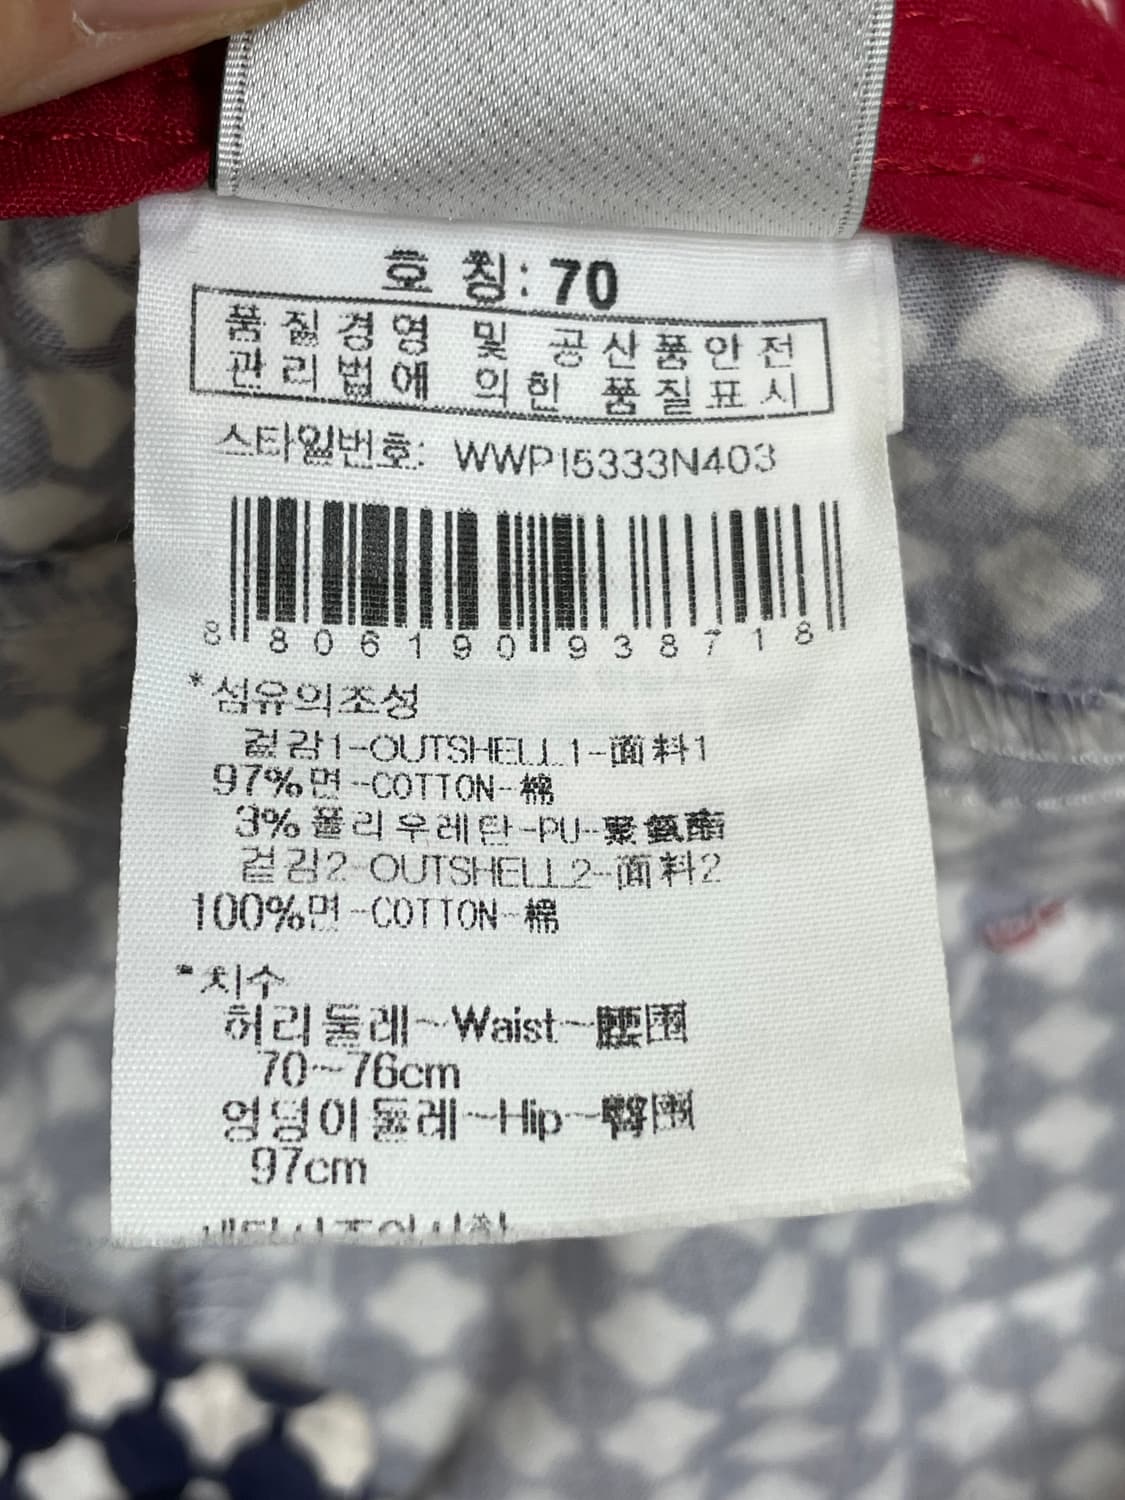 호 칭: 70
품질경영 및 공산품안전
관리법에 의한 품질표시
스타일번호: WWPI5333N403
8 806190 938718
*섬유의조성
겉감1-OUTSHELL1-面料1
97%면-COTTON-棉
3%폴리우레탄-PU-聚氨酯
겉감2-OUTSHELL2-面料2
100%면-COTTON-棉
*치수
허리둘레~Waist~腰围
70~76cm
엉덩이둘레~Hip~臀围
97cm